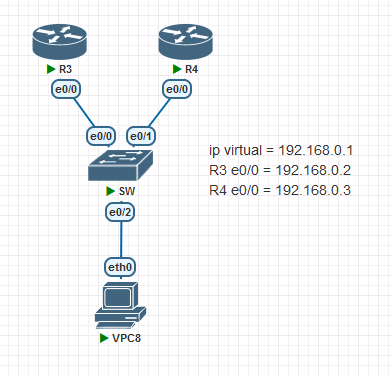 R3
R4
e0/0
e0/0
e0/0
e0/1
ip virtual = 192.168.0.1
R3 e0/0 = 192.168.0.2
R4 e0/0 = 192.168.0.3
SW
e0/2
eth0
VPC8